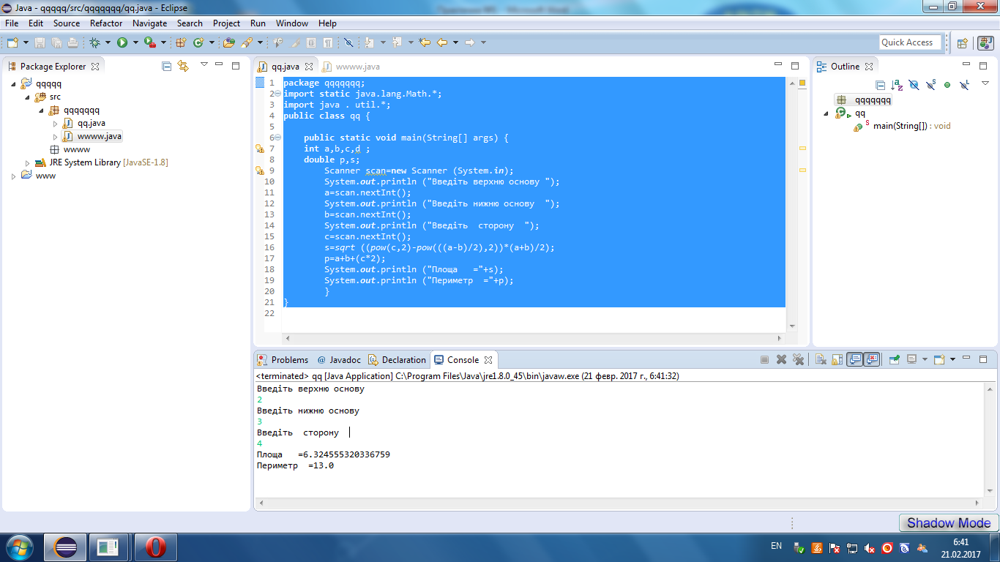 Java - qqqqq/src/qqqqqqq/qq.java - Eclipse
File Edit Source Refactor Navigate Search Project Run Window Help
Quick Access
Package Explorer
qqqqq
src
qqqqqqq
qq.java
wwww.java
wwww
JRE System Library [JavaSE-1.8]
www
qq.java wwww.java
1 package qqqqqqq;
2 import static java.lang.Math.*;
3 import java . util.*;
4 public class qq {
5
6 public static void main(String[] args) {
7 int a,b,c,d ;
8 double p,s;
9 Scanner scan=new Scanner (System.in);
10 System.out.println ("Введіть верхню основу ");
11 a=scan.nextInt();
12 System.out.println ("Введіть нижню основу  ");
13 b=scan.nextInt();
14 System.out.println ("Введіть  сторону  ");
15 c=scan.nextInt();
16 s=sqrt ((pow(c,2)-pow(((a-b)/2),2))*(a+b)/2);
17 p=a+b+(c*2);
18 System.out.println ("Площа   ="+s);
19 System.out.println ("Периметр  ="+p);
20 }
21 }
22
Outline
qqqqqqq
qq
main(String[]) : void
Problems @ Javadoc Declaration Console
<terminated> qq [Java Application] C:\Program Files\Java\jre1.8.0_45\bin\javaw.exe (21 февр. 2017 г., 6:41:32)
Введіть верхню основу
2
Введіть нижню основу
3
Введіть  сторону
4
Площа   =6.324555320336759
Периметр  =13.0
Shadow Mode
EN
6:41
21.02.2017